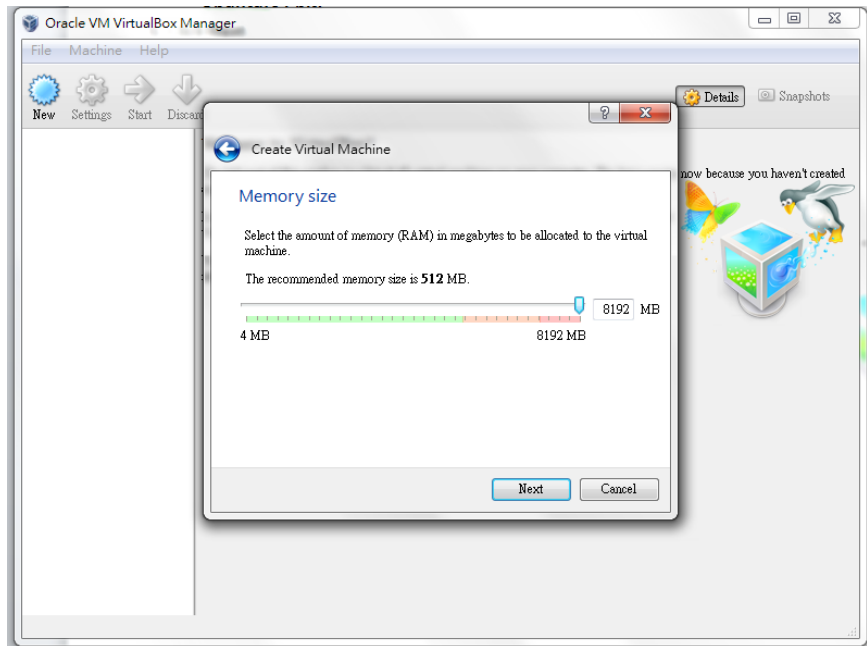 Oracle VM VirtualBox Manager
File Machine Help
New Settings Start Discard
Details Snapshots
Create Virtual Machine
now because you haven't created
Memory size
Select the amount of memory (RAM) in megabytes to be allocated to the virtual
machine.
The recommended memory size is 512 MB.
8192 MB
4 MB 8192 MB
Next Cancel